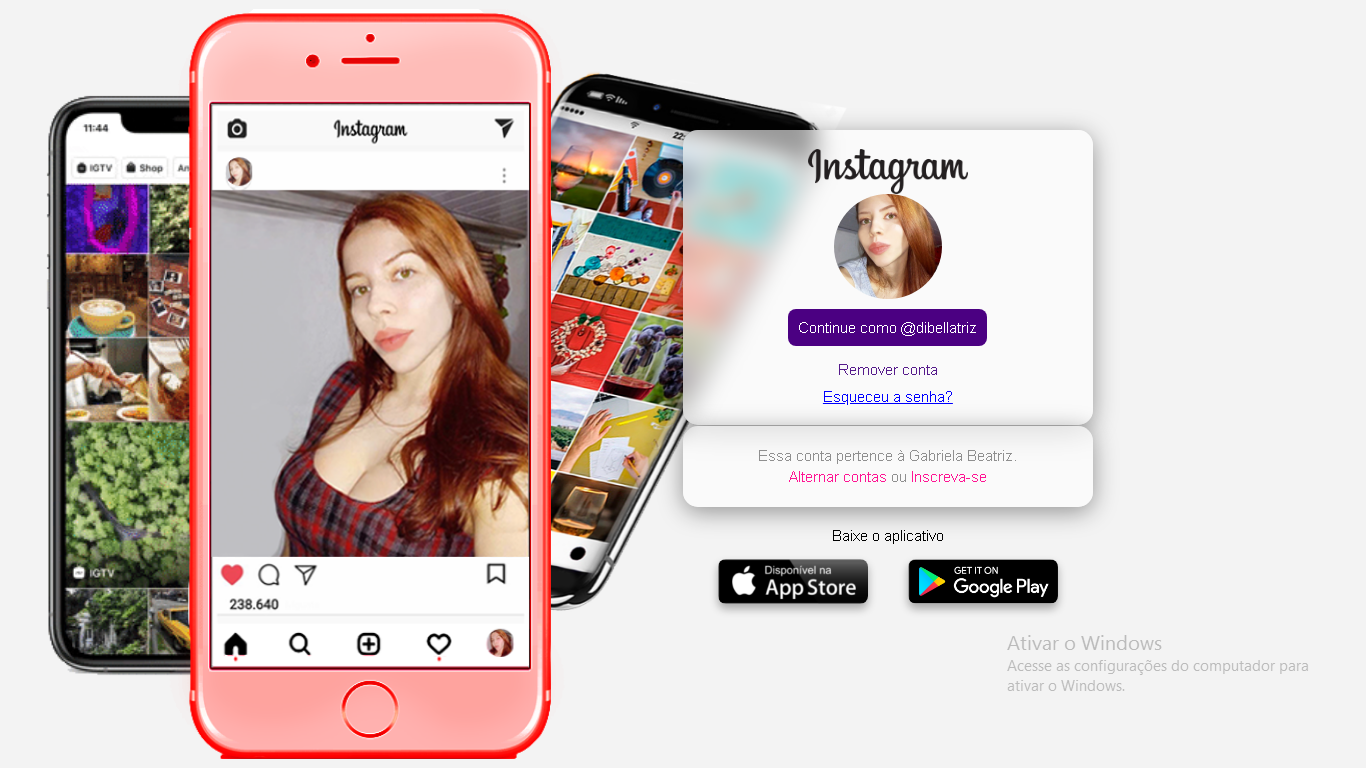 11:44
IGTV
Shop
An
IGTV
Instagram
238.640
22:
Instagram
Continue como @dibellatriz
Remover conta
Esqueceu a senha?
Essa conta pertence à Gabriela Beatriz.
Alternar contas ou Inscreva-se
Baixe o aplicativo
Disponível na
App Store
GET IT ON
Google Play
Ativar o Windows
Acesse as configurações do computador para
ativar o Windows.